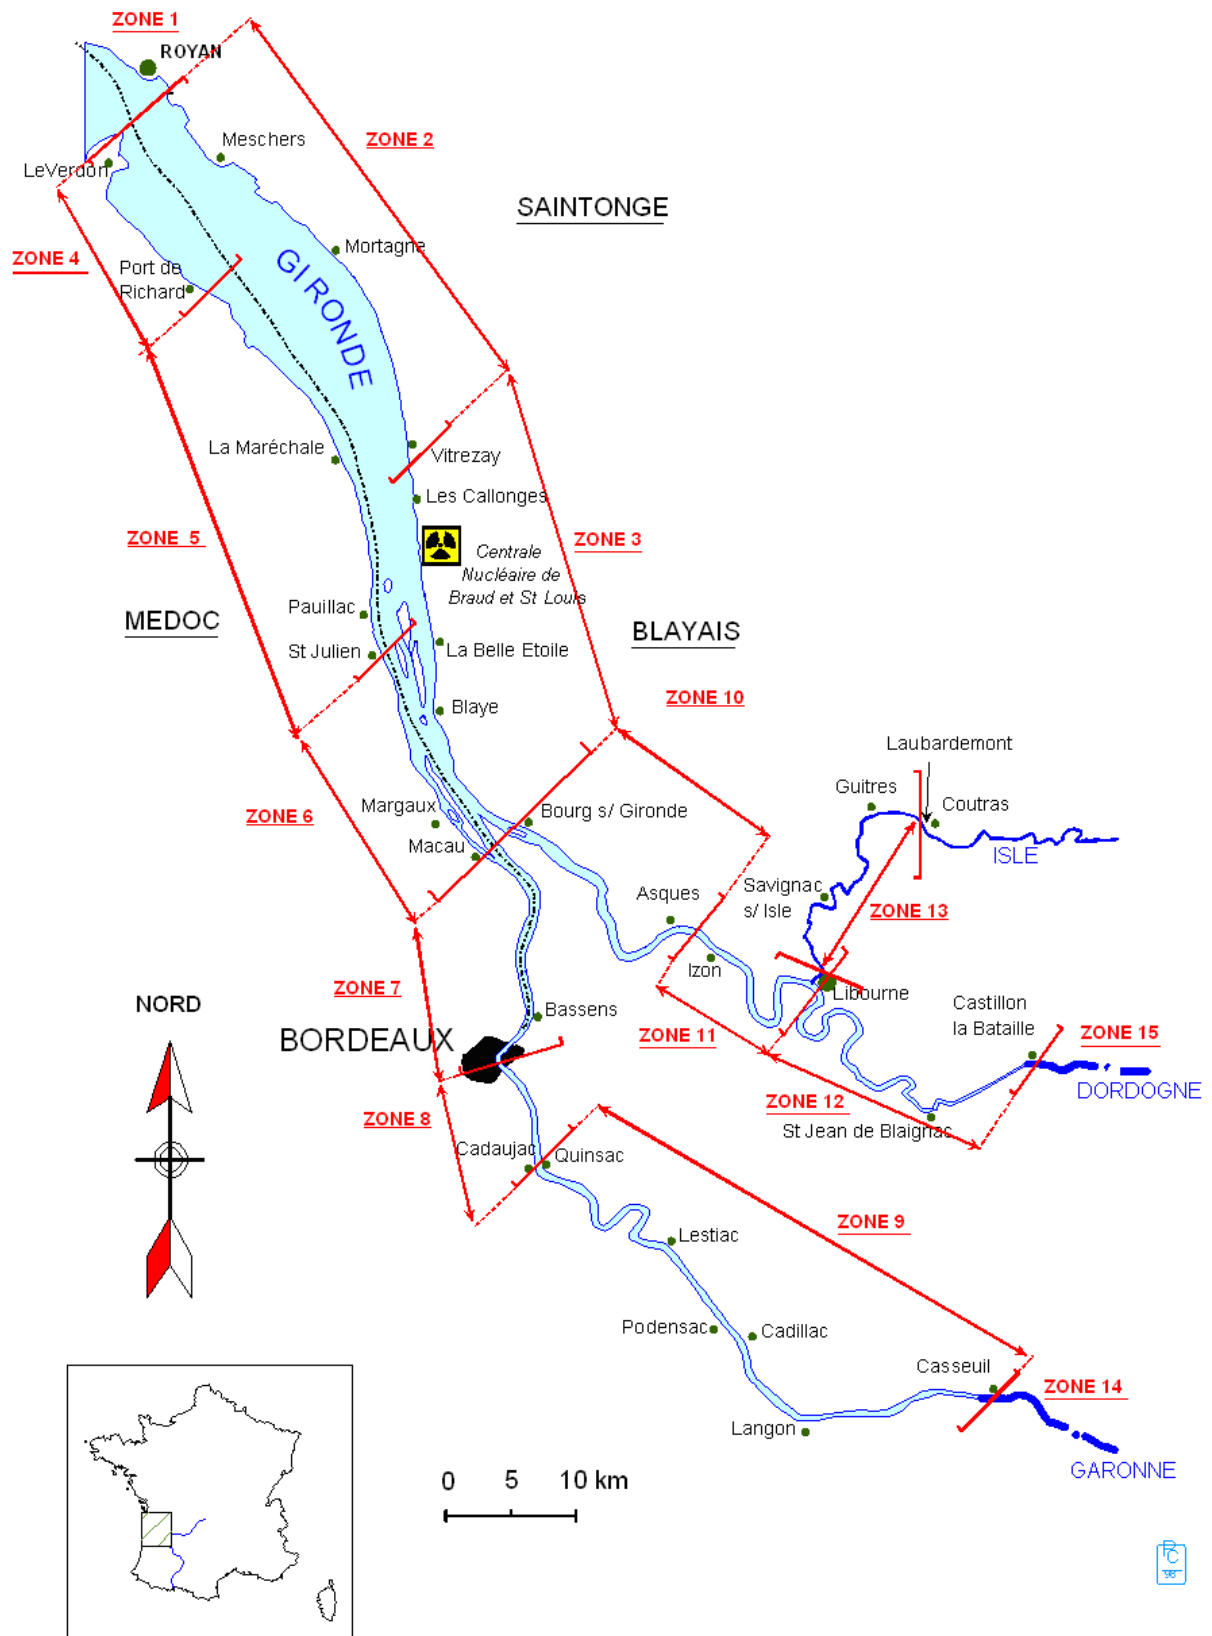 ZONE 1
ROYAN
ZONE 2
Meschers
LeVerdon
SAINTONGE
Mortagne
ZONE 4
Port de
Richard
GIRONDE
La Maréchale
Vitrezay
Les Callonges
ZONE 5
ZONE 3
Centrale
Nucléaire de
Braud et St Louis
Pauillac
MEDOC
BLAYAIS
St Julien
La Belle Etoile
ZONE 10
Blaye
Laubardemont
Guitres
Margaux
Bourg s/ Gironde
Coutras
ZONE 6
Macau
ISLE
Asques
Savignac
s/ Isle
ZONE 13
Izon
ZONE 7
Libourne
NORD
Bassens
Castillon
la Bataille
BORDEAUX
ZONE 11
ZONE 15
DORDOGNE
ZONE 12
ZONE 8
St Jean de Blaignac
Cadaujac
Quinsac
ZONE 9
Lestiac
Podensac
Cadillac
Casseuil
ZONE 14
Langon
GARONNE
0 5 10 km
PC
98